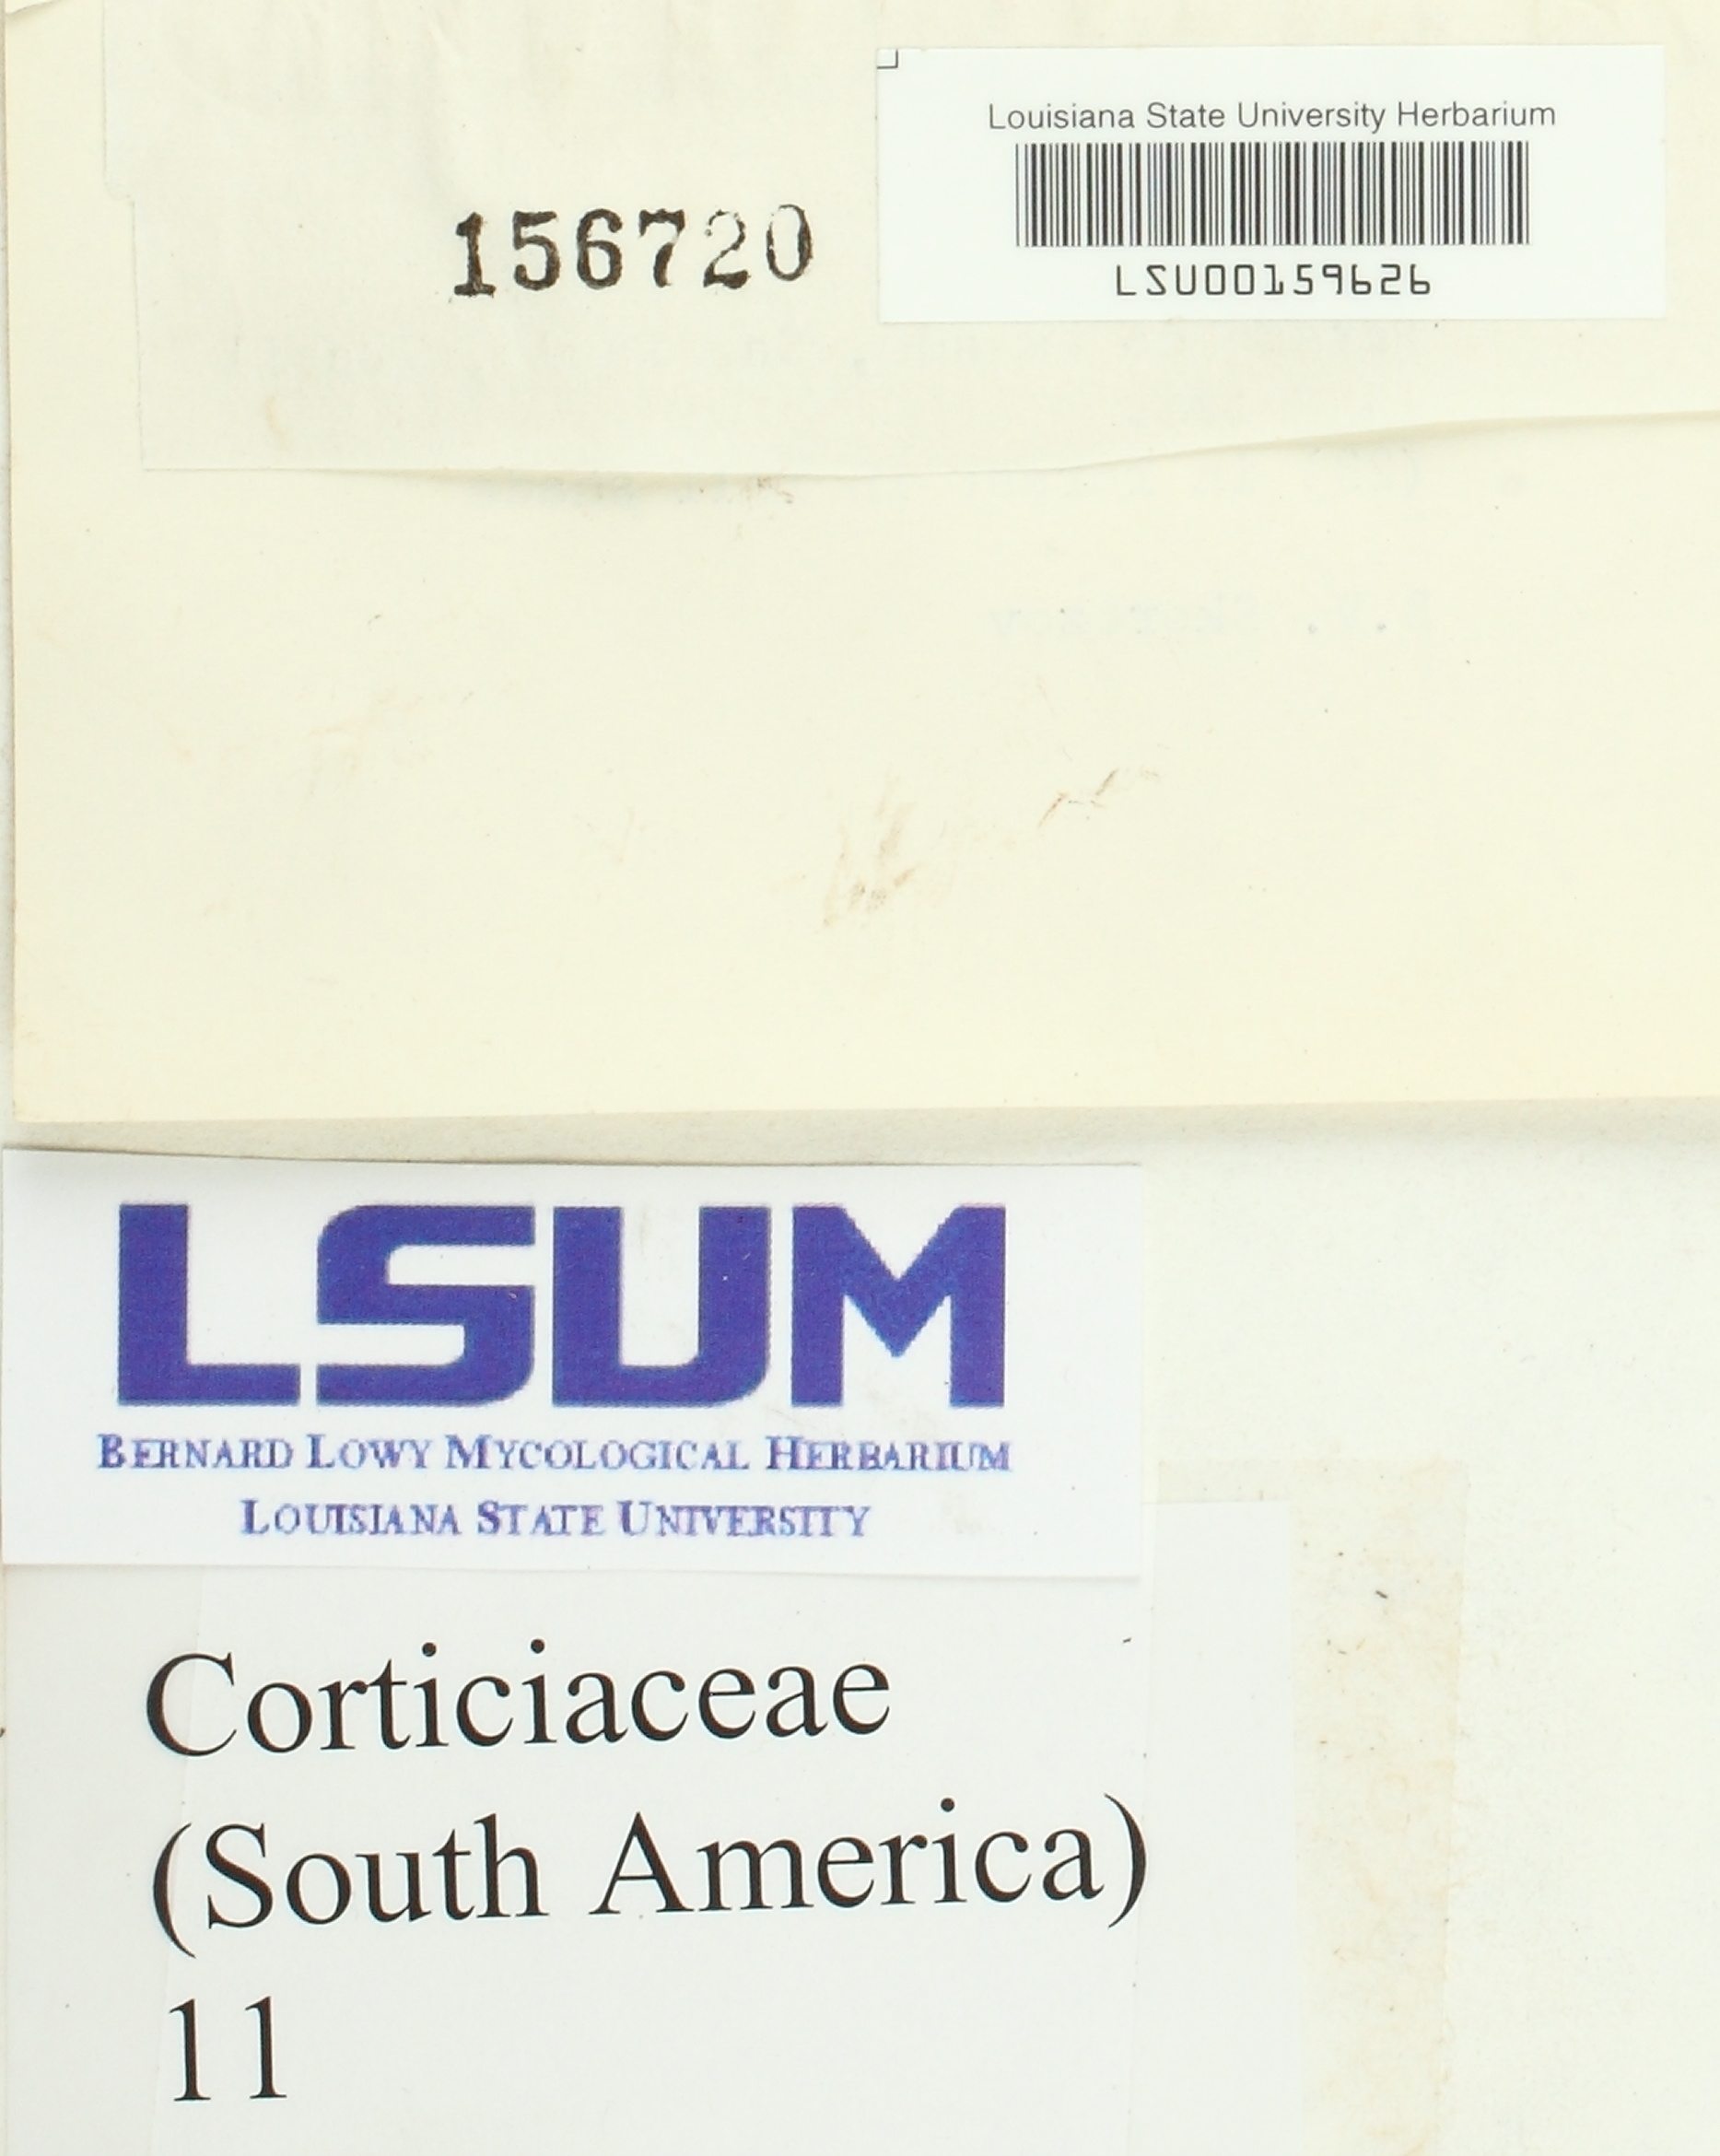 Louisiana State University Herbarium
156720
LSU00159626
LSUM
BERNARD LOWY MYCOLOGICAL HERBARIUM
LOUISIANA STATE UNIVERSITY
Corticiaceae
(South America)
11